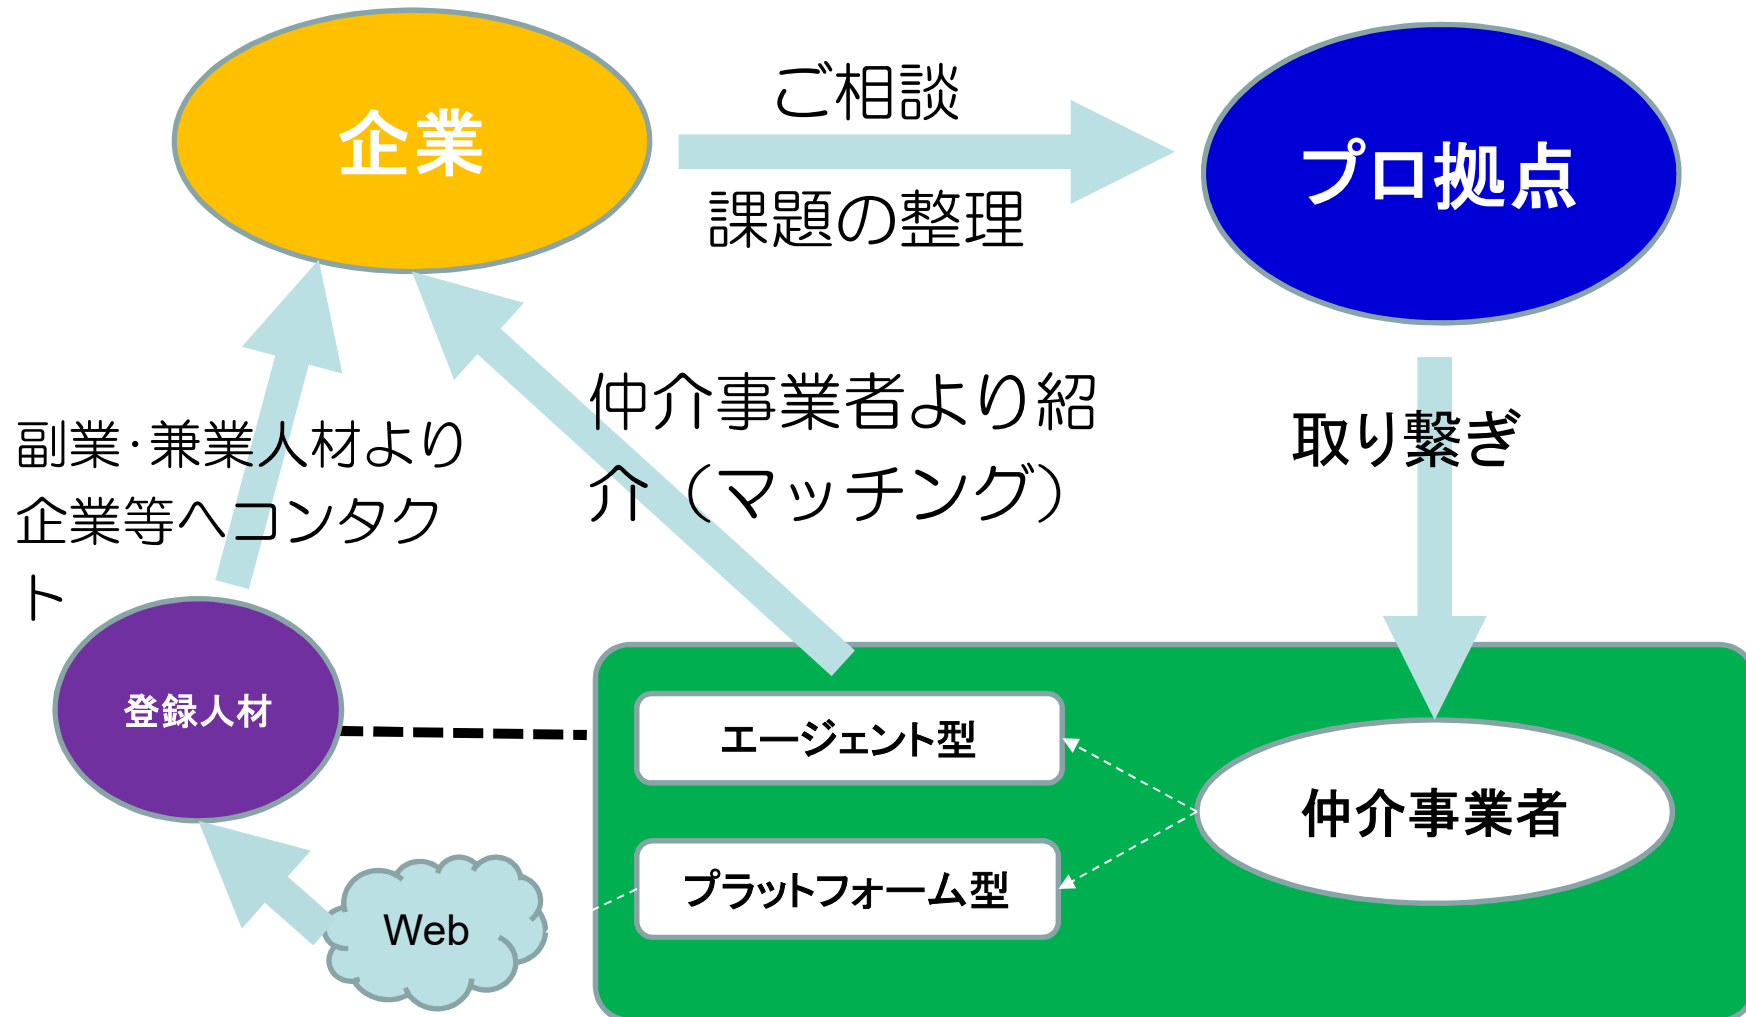 企業
ご相談
課題の整理
プロ拠点
副業・兼業人材より
企業等へコンタク
ト
仲介事業者より紹
介（マッチング）
取り繋ぎ
登録人材
エージェント型
プラットフォーム型
仲介事業者
Web